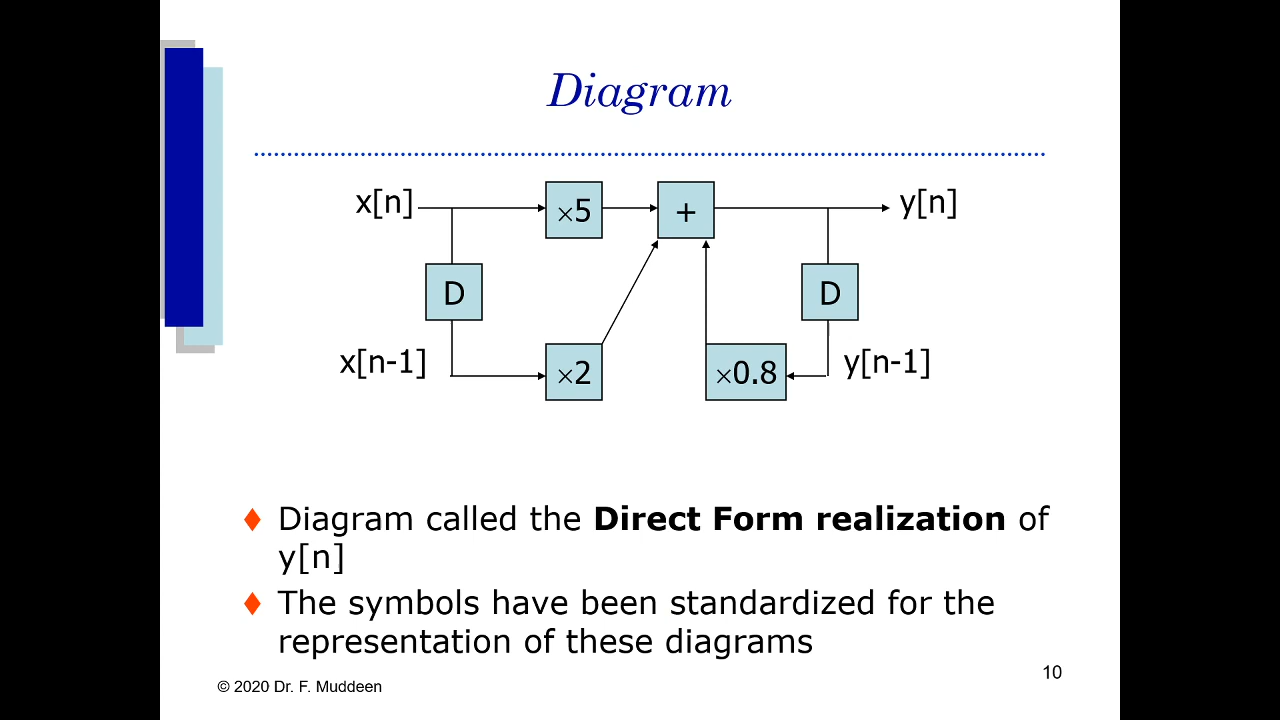 Diagram
x[n]
×5
+
y[n]
D
D
x[n-1]
×2
×0.8
y[n-1]
Diagram called the Direct Form realization of
y[n]
The symbols have been standardized for the
representation of these diagrams
10
© 2020 Dr. F. Muddeen